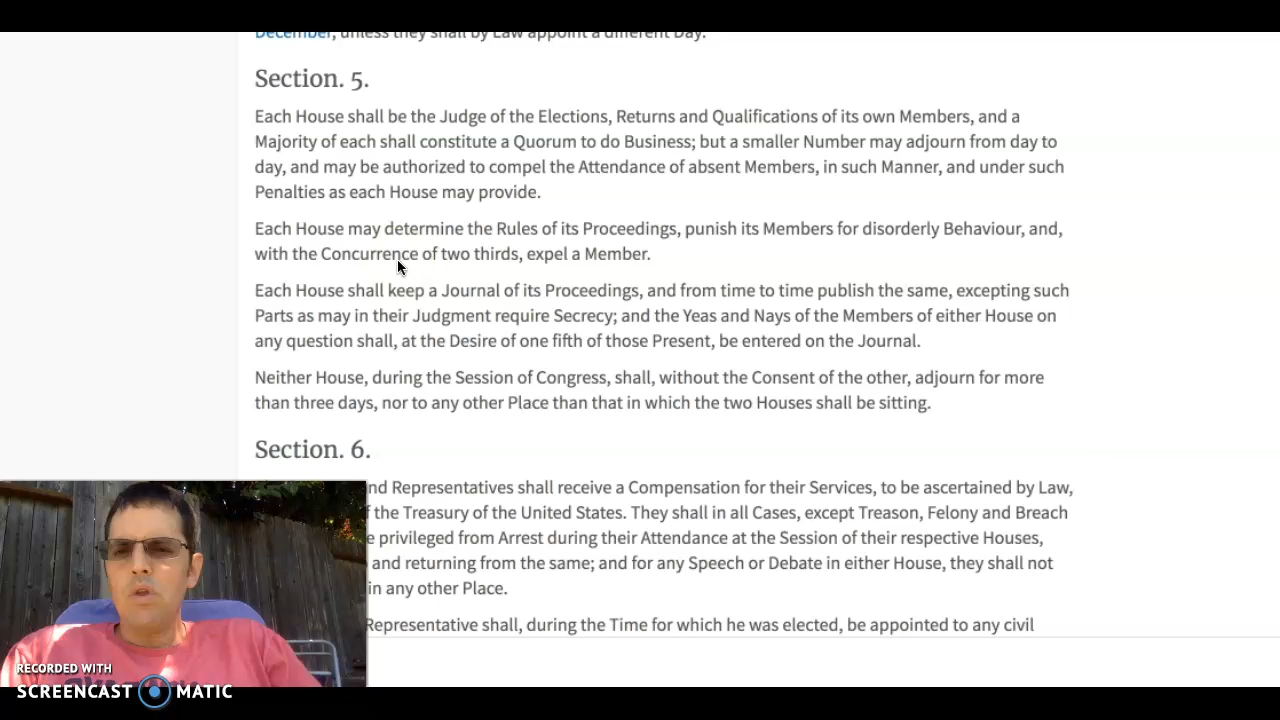 December, unless they shall by Law appoint a different Day.
Section. 5.
Each House shall be the Judge of the Elections, Returns and Qualifications of its own Members, and a
Majority of each shall constitute a Quorum to do Business; but a smaller Number may adjourn from day to
day, and may be authorized to compel the Attendance of absent Members, in such Manner, and under such
Penalties as each House may provide.
Each House may determine the Rules of its Proceedings, punish its Members for disorderly Behaviour, and,
with the Concurrence of two thirds, expel a Member.
Each House shall keep a Journal of its Proceedings, and from time to time publish the same, excepting such
Parts as may in their Judgment require Secrecy; and the Yeas and Nays of the Members of either House on
any question shall, at the Desire of one fifth of those Present, be entered on the Journal.
Neither House, during the Session of Congress, shall, without the Consent of the other, adjourn for more
than three days, nor to any other Place than that in which the two Houses shall be sitting.
Section. 6.
nd Representatives shall receive a Compensation for their Services, to be ascertained by Law,
f the Treasury of the United States. They shall in all Cases, except Treason, Felony and Breach
e privileged from Arrest during their Attendance at the Session of their respective Houses,
and returning from the same; and for any Speech or Debate in either House, they shall not
in any other Place.
Representative shall, during the Time for which he was elected, be appointed to any civil
RECORDED WITH
SCREENCAST MATIC